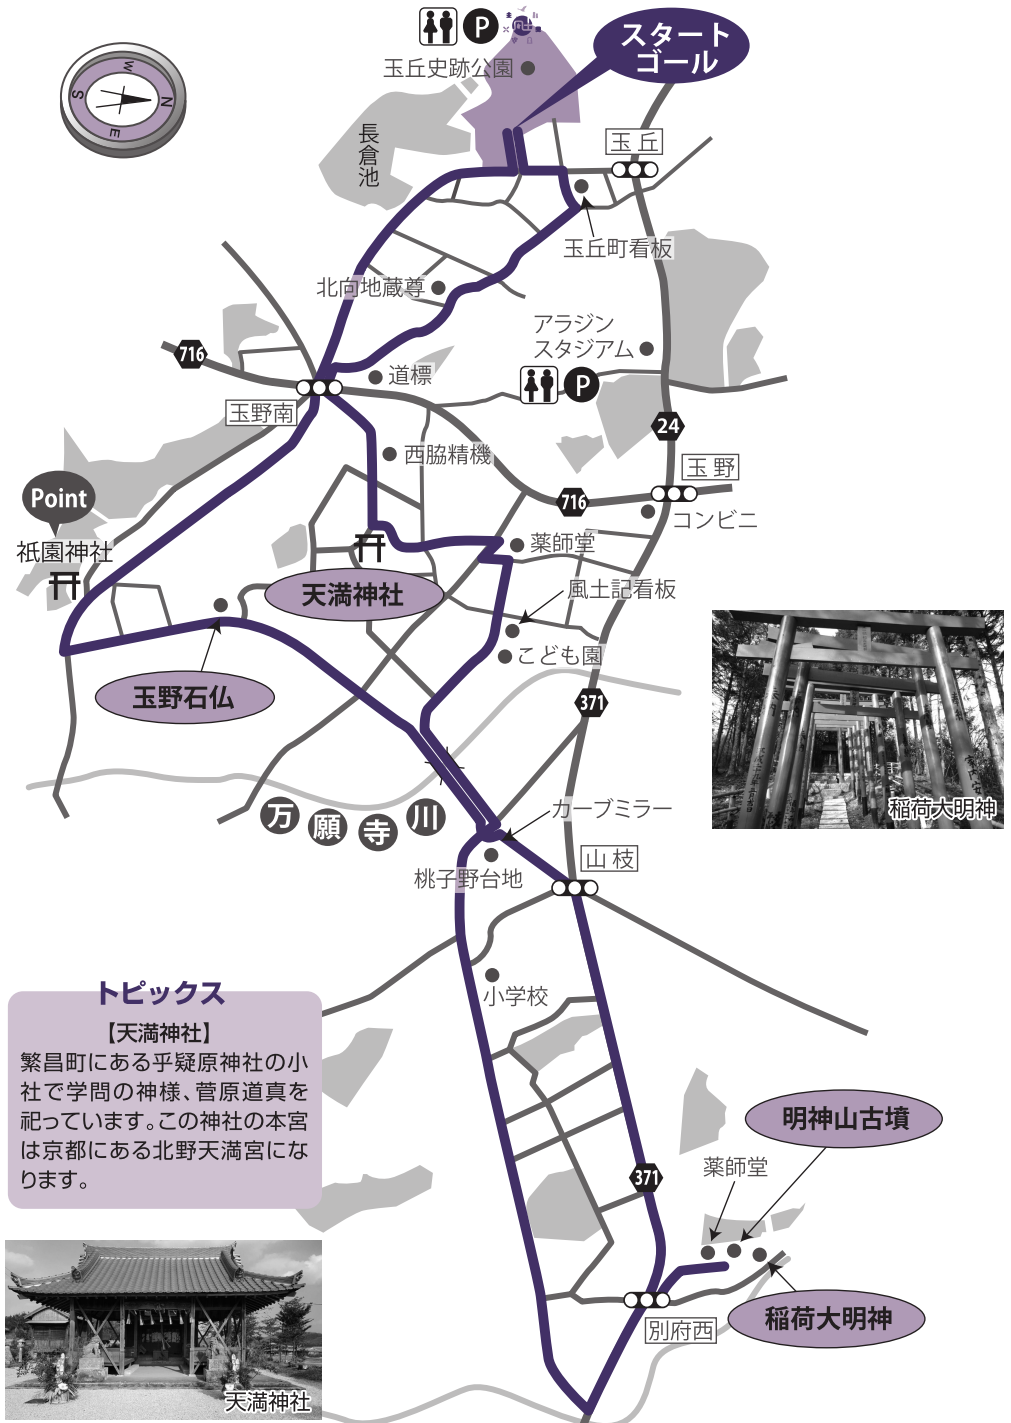 スタート
ゴール
P
玉丘史跡公園
W
S
N
E
長倉池
玉丘
玉丘町看板
北向地蔵尊
アラジン
スタジアム
P
716
道標
玉野南
24
西脇精機
玉野
Point
716
コンビニ
祇園神社
薬師堂
天満神社
風土記看板
こども園
玉野石仏
371
万願寺川
カーブミラー
稲荷大明神
山枝
桃子野台地
小学校
トピックス
【天満神社】
繁昌町にある乎疑原神社の小
社で学問の神様、菅原道真を
祀っています。この神社の本宮
は京都にある北野天満宮にな
ります。
明神山古墳
薬師堂
371
稲荷大明神
別府西
天満神社